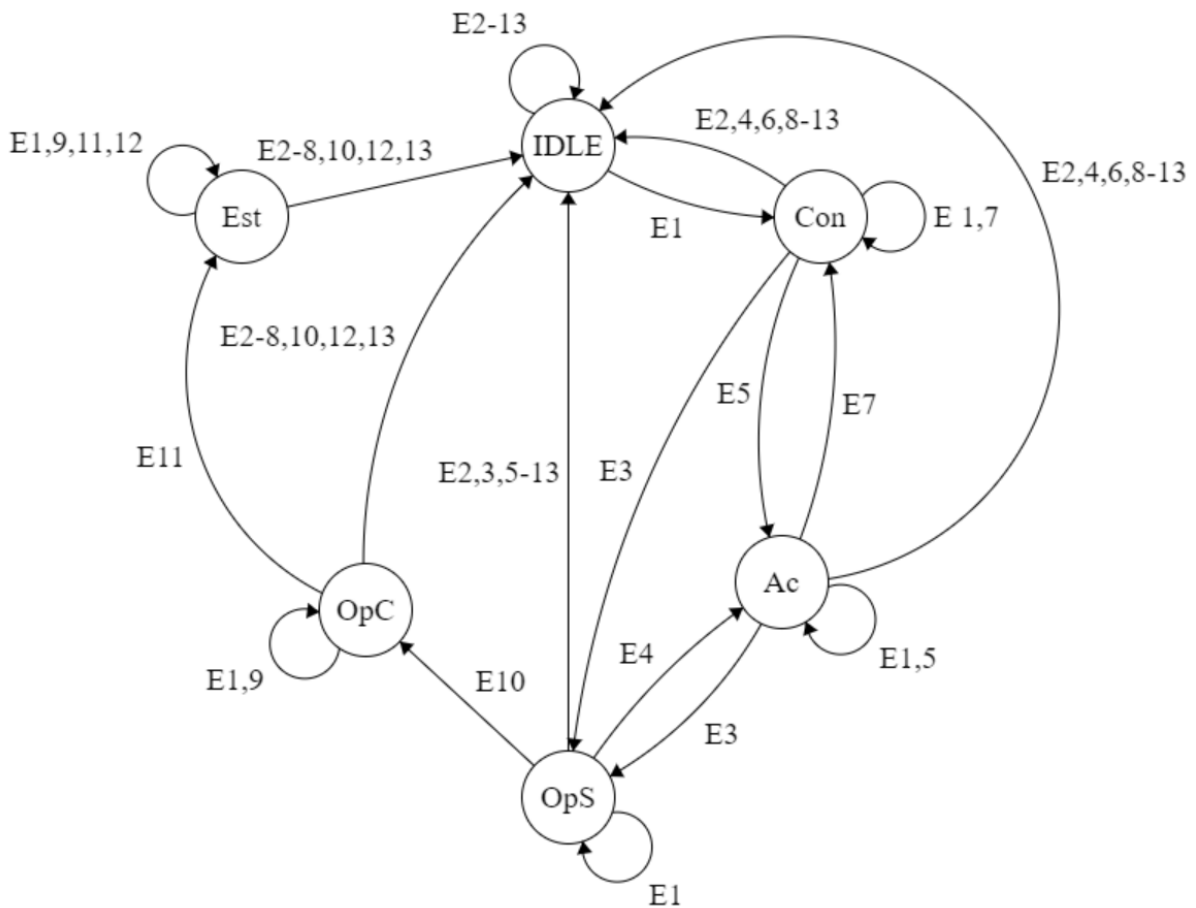 E2-13
E1,9,11,12
E2-8,10,12,13
IDLE
E2,4,6,8-13
E2,4,6,8-13
Est
E1
Con
E 1,7
E2-8,10,12,13
E5
E7
E11
E2,3,5-13
E3
Ac
OpC
E1,9
E10
E4
E1,5
E3
OpS
E1